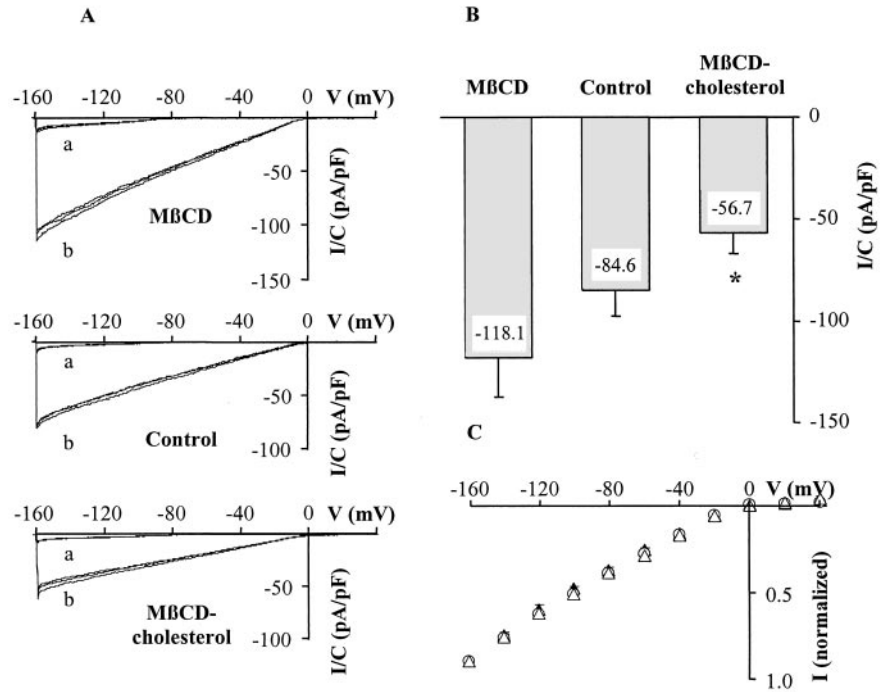 A
-160 -120 -80 -40 V (mV)
a
-50
MßCD
-100
b
-150
I/C (pA/pF)
-160 -120 -80 -40 V (mV)
0
a
-50
b
Control
-100
I/C (pA/pF)
-160 -120 -80 -40 V (mV)
0
a
-50
b
MßCD-
cholesterol
-100
I/C (pA/pF)
B
MßCD Control MßCD-
cholesterol
0
-56.7
-50
-84.6
*
-118.1
-100
-150
I/C (pA/pF)
C
-160 -120 -80 -40 0 V (mV)
0.5
1.0
I (normalized)